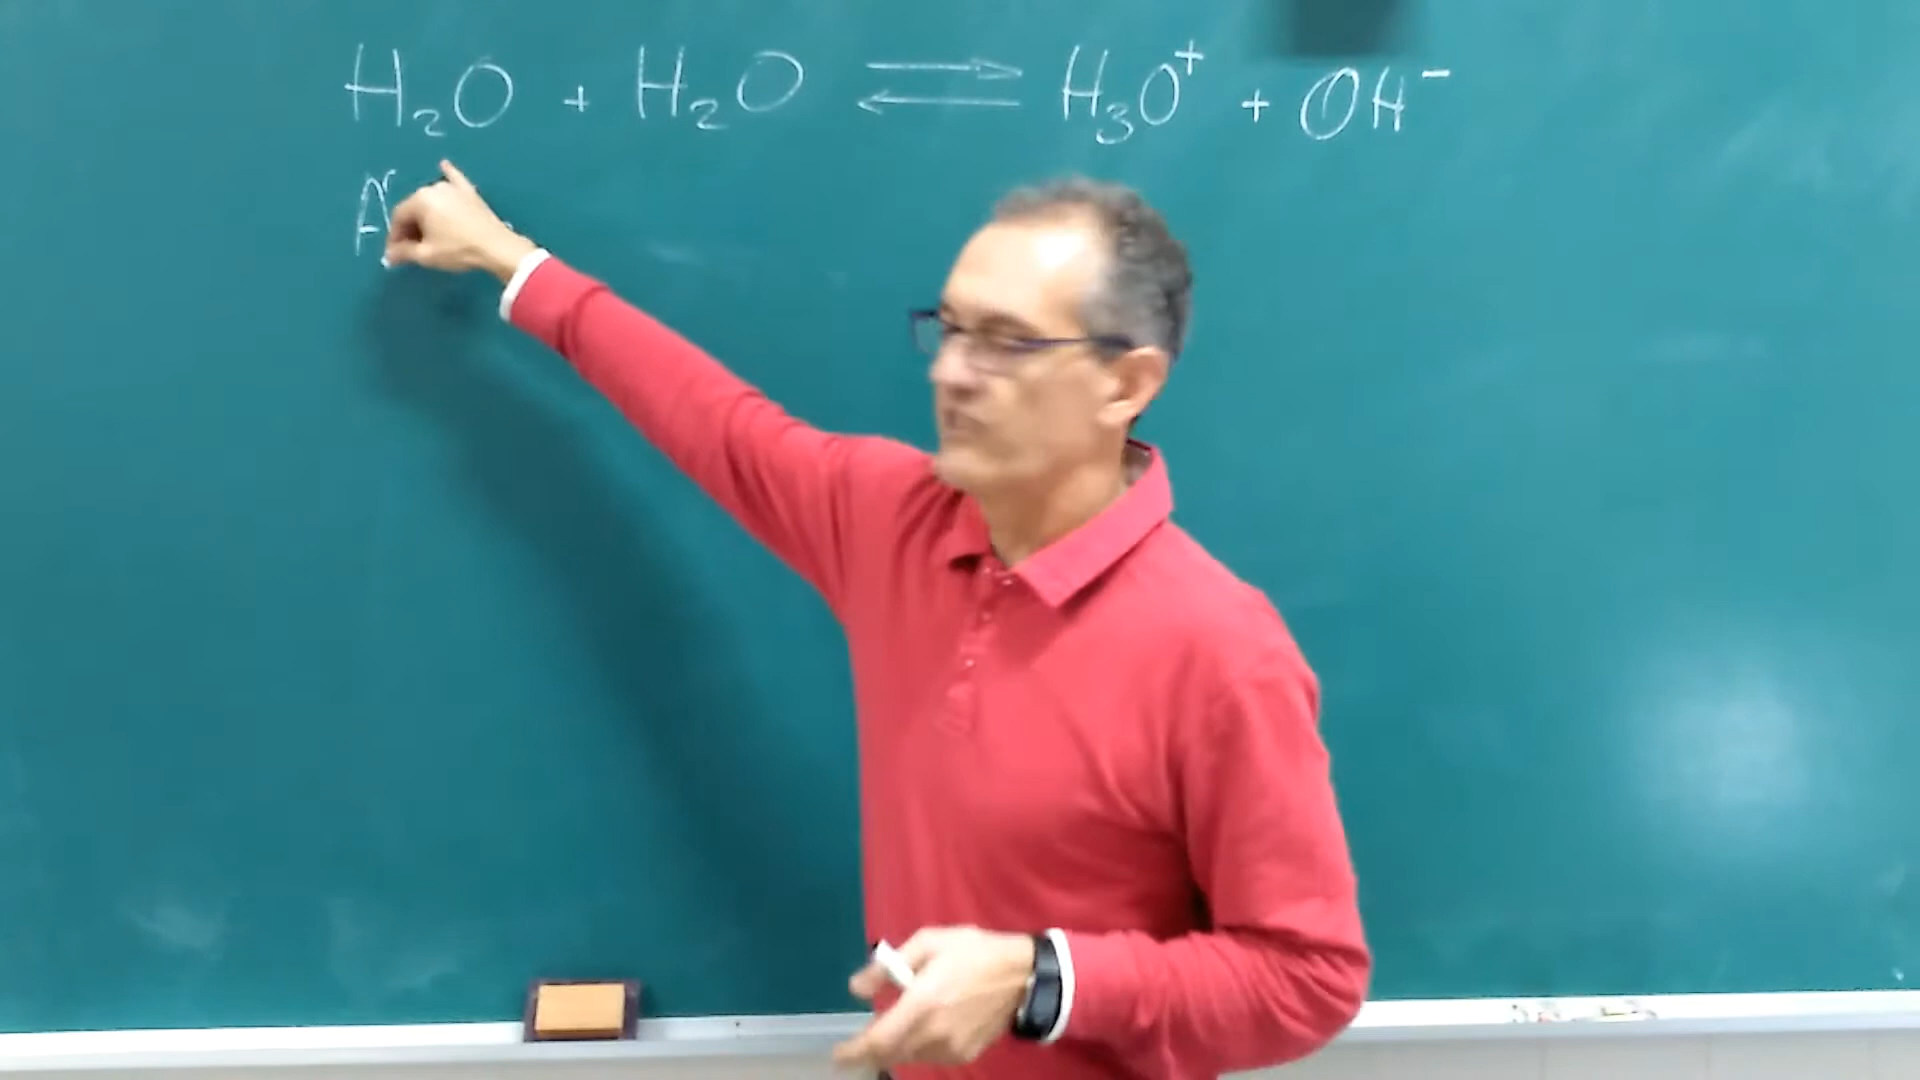 H₂O + H₂O ⇌ H₃O⁺ + OH⁻